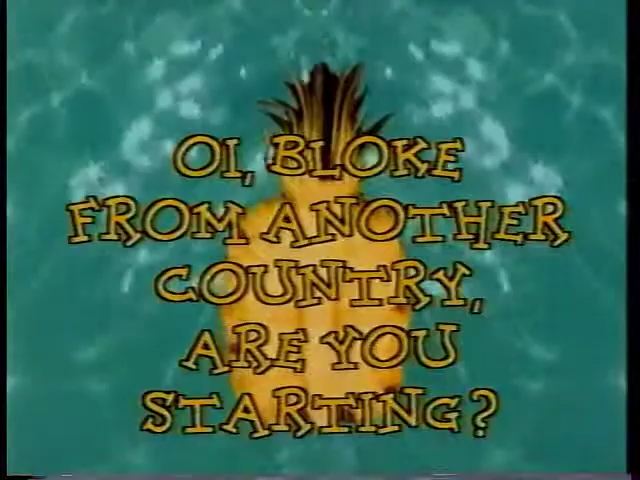 OI, BLOKE
FROM ANOTHER
COUNTRY,
ARE YOU
STARTING?